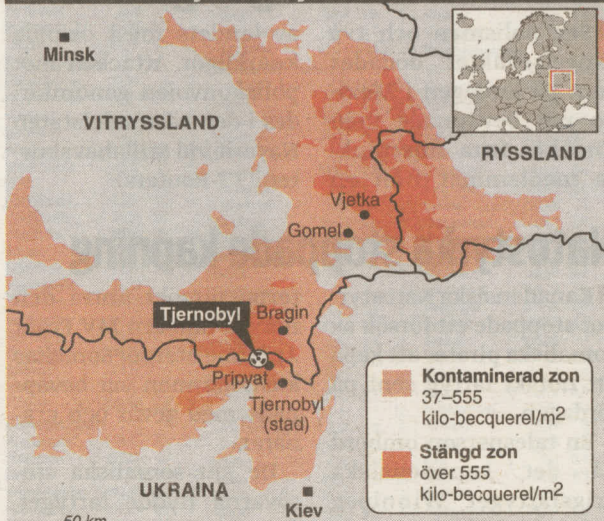 Minsk
VITRYSSLAND
RYSSLAND
Vjetka
Gomel
Tjernobyl
Bragin
Pripyat
Tjernobyl
(stad)
Kontaminerad zon
37–555
kilo-becquerel/m²
Stängd zon
över 555
kilo-becquerel/m²
UKRAINA
Kiev
50 km